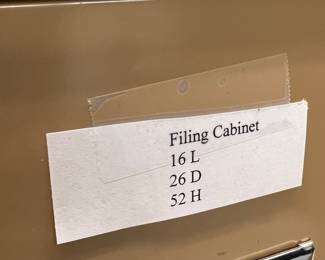 Filing Cabinet
16 L
26 D
52 H